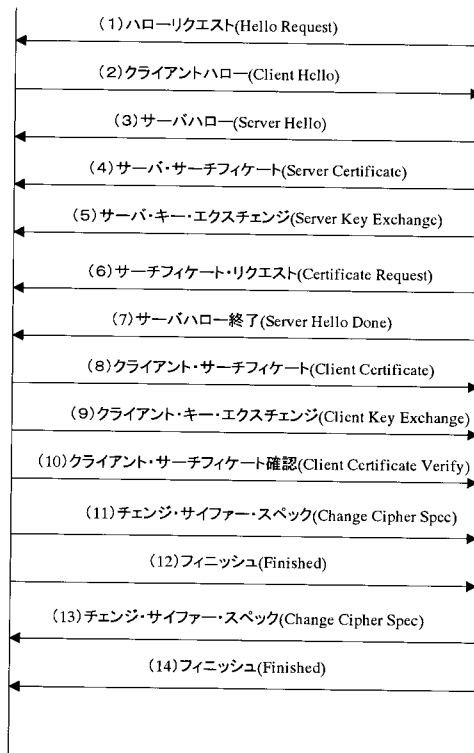 (1)ハローリクエスト(Hello Request)
(2)クライアントハロー(Client Hello)
(3)サーバハロー(Server Hello)
(4)サーバ・サーチフィケート(Server Certificate)
(5)サーバ・キー・エクスチェンジ(Server Key Exchange)
(6)サーチフィケート・リクエスト(Certificate Request)
(7)サーバハロー終了(Server Hello Done)
(8)クライアント・サーチフィケート(Client Certificate)
(9)クライアント・キー・エクスチェンジ(Client Key Exchange)
(10)クライアント・サーチフィケート確認(Client Certificate Verify)
(11)チェンジ・サイファー・スペック(Change Cipher Spec)
(12)フィニッシュ(Finished)
(13)チェンジ・サイファー・スペック(Change Cipher Spec)
(14)フィニッシュ(Finished)